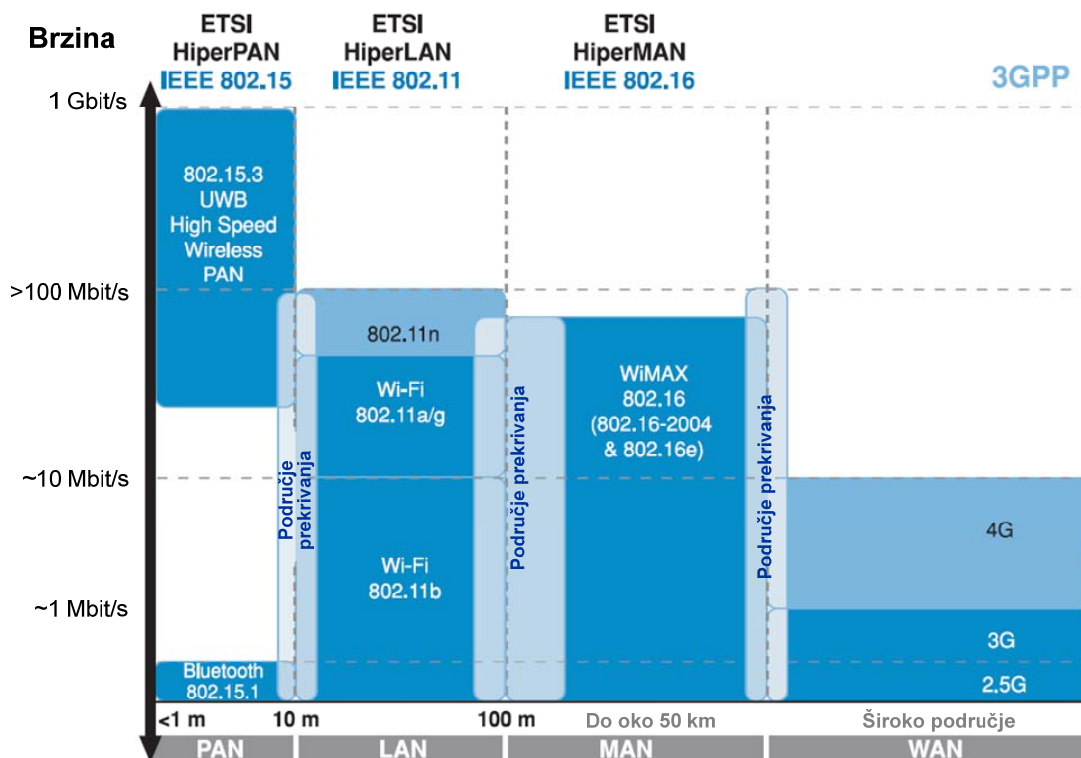 Brzina
ETSI
HiperPAN
IEEE 802.15
ETSI
HiperLAN
IEEE 802.11
ETSI
HiperMAN
IEEE 802.16
3GPP
1 Gbit/s
>100 Mbit/s
~10 Mbit/s
~1 Mbit/s
802.15.3
UWB
High Speed
Wireless
PAN
Bluetooth
802.15.1
Područje
prekrivanja
802.11n
Wi-Fi
802.11a/g
Wi-Fi
802.11b
Područje prekrivanja
WiMAX
802.16
(802.16-2004
& 802.16e)
Područje prekrivanja
4G
3G
2.5G
<1 m
10 m
100 m
Do oko 50 km
Široko područje
PAN
LAN
MAN
WAN